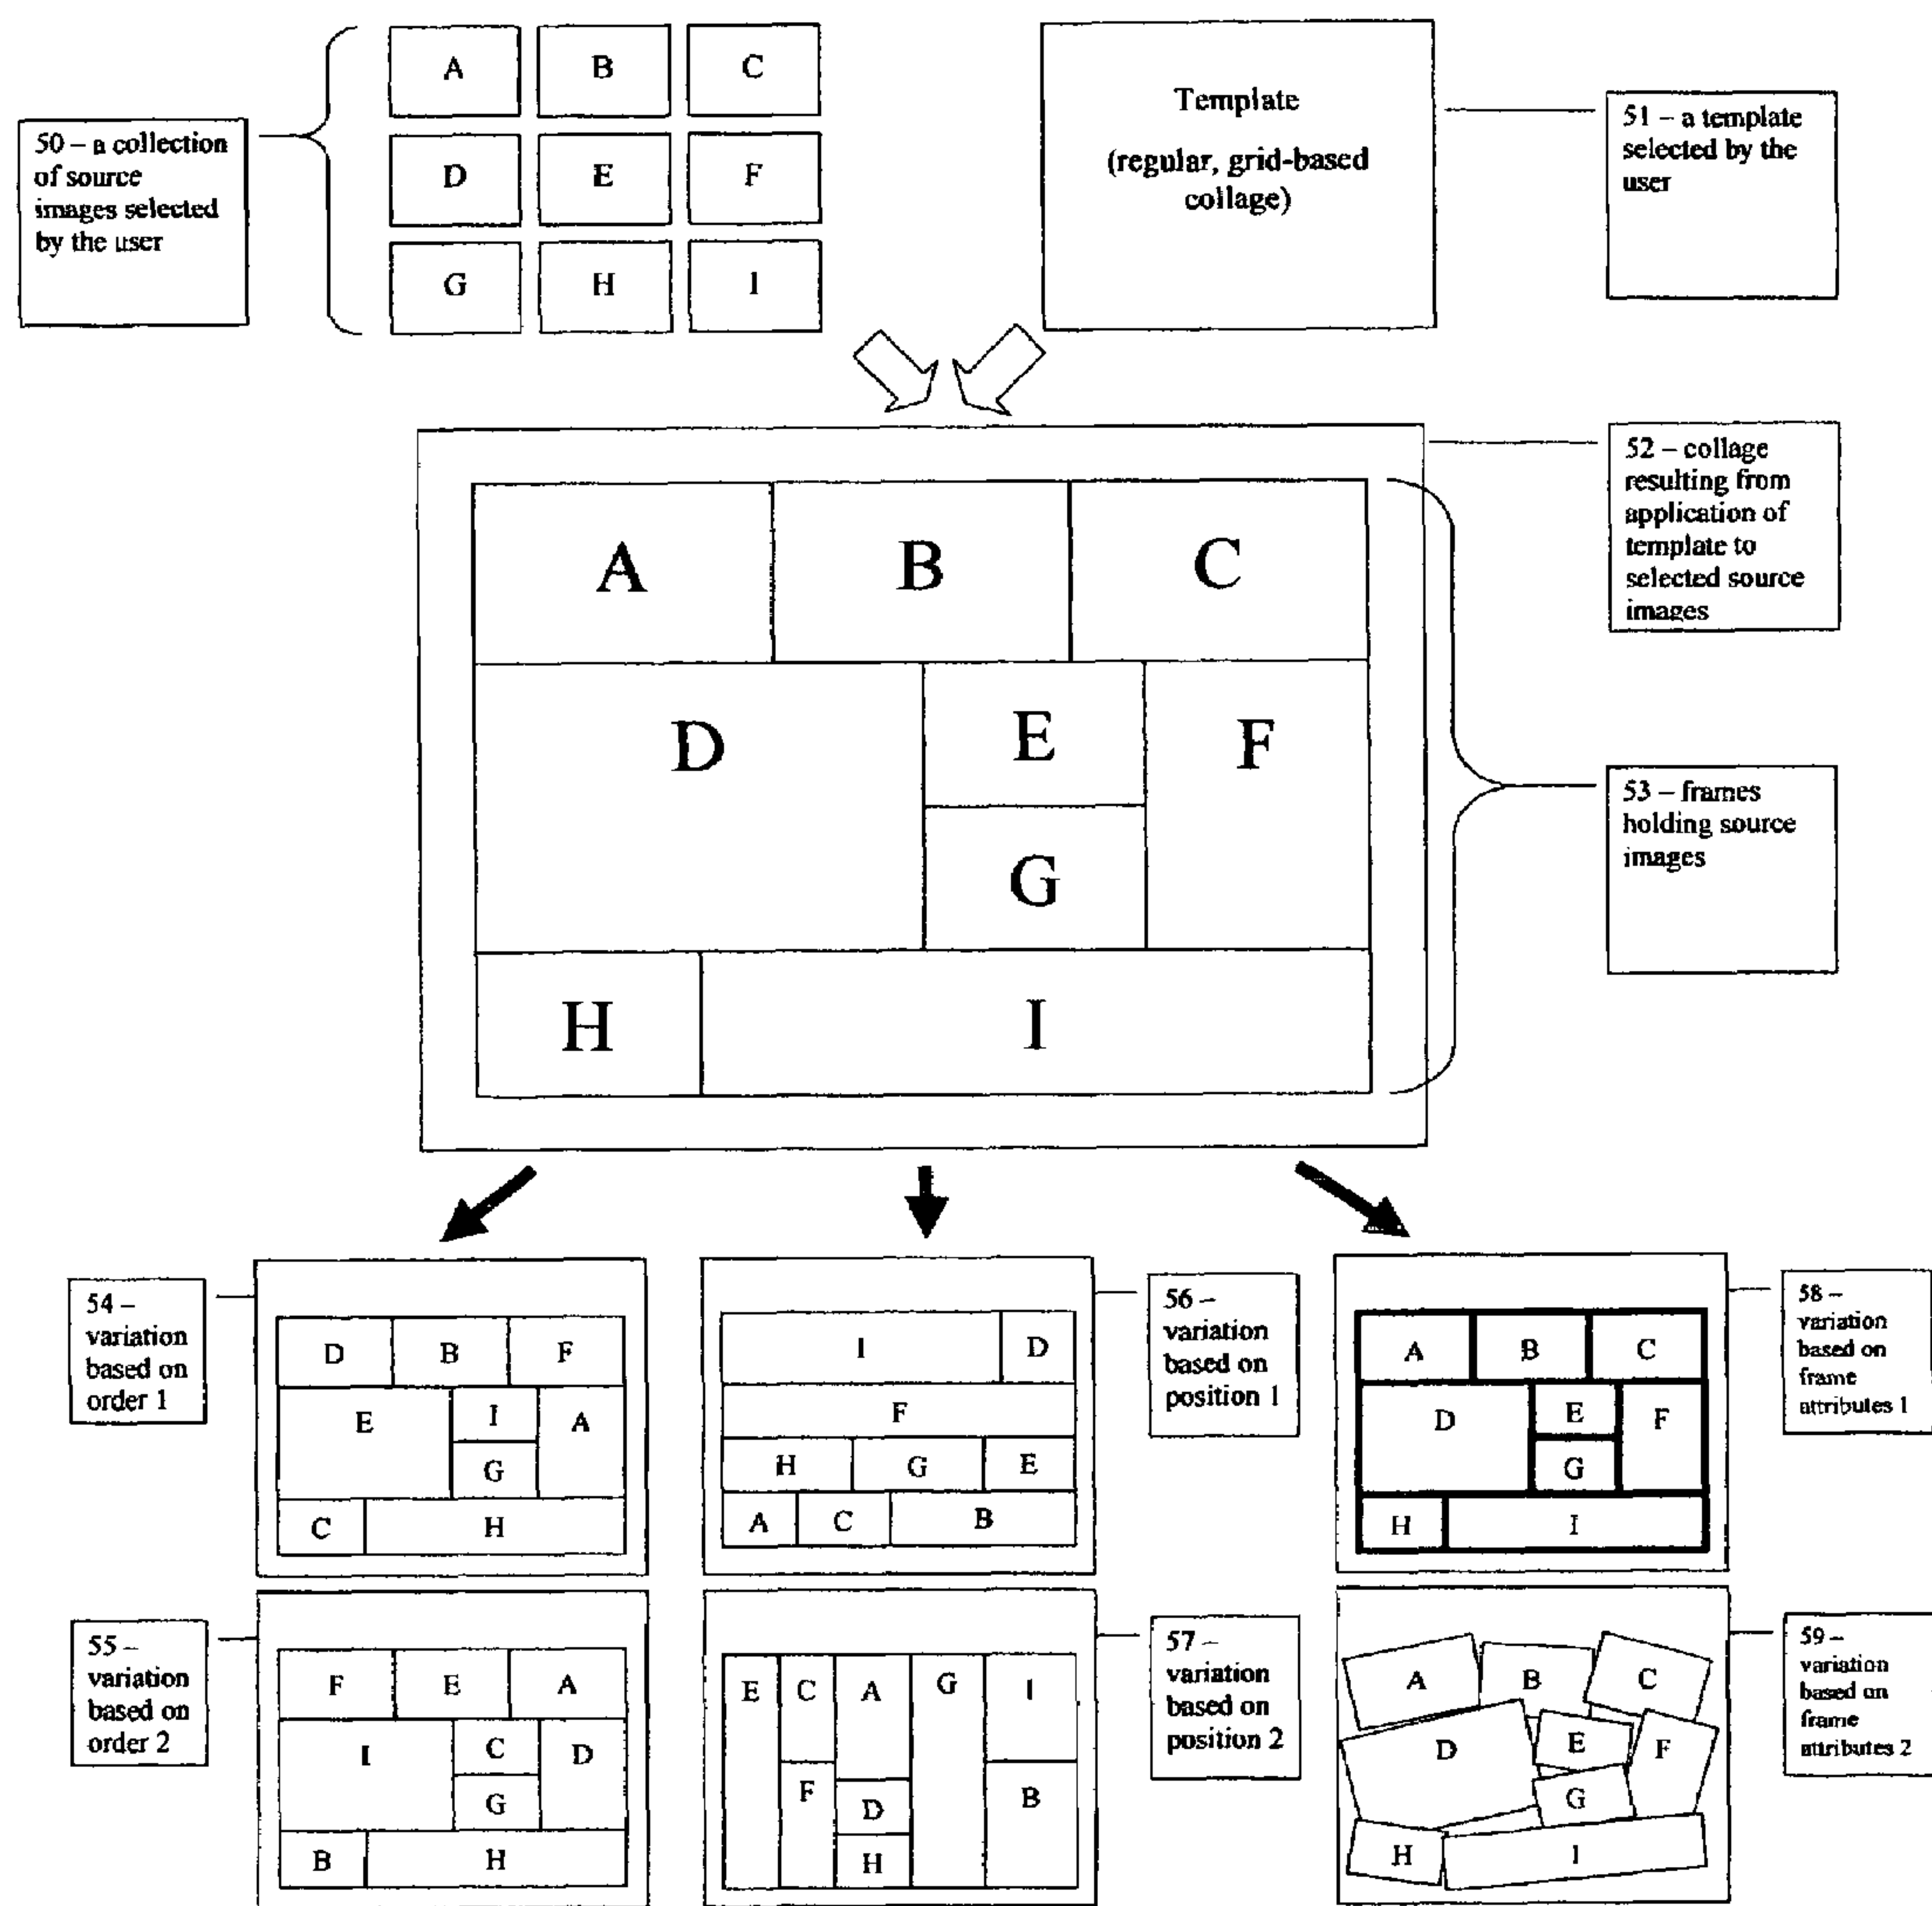 A B C
D E F
G H I
50 – a collection
of source
images selected
by the user
Template
(regular, grid-based
collage)
51 – a template
selected by the
user
A B C
D E F
G
H I
52 – collage
resulting from
application of
template to
selected source
images
53 – frames
holding source
images
54 –
variation
based on
order 1
D B F
E I A
G
C H
56 –
variation
based on
position 1
I D
F
H G E
A C B
58 –
variation
based on
frame
attributes 1
A B C
D E F
G
H I
55 –
variation
based on
order 2
F E A
I C D
G
B H
57 –
variation
based on
position 2
E C A G I
F D B
H
59 –
variation
based on
frame
attributes 2
A B C
D E F
G
H I